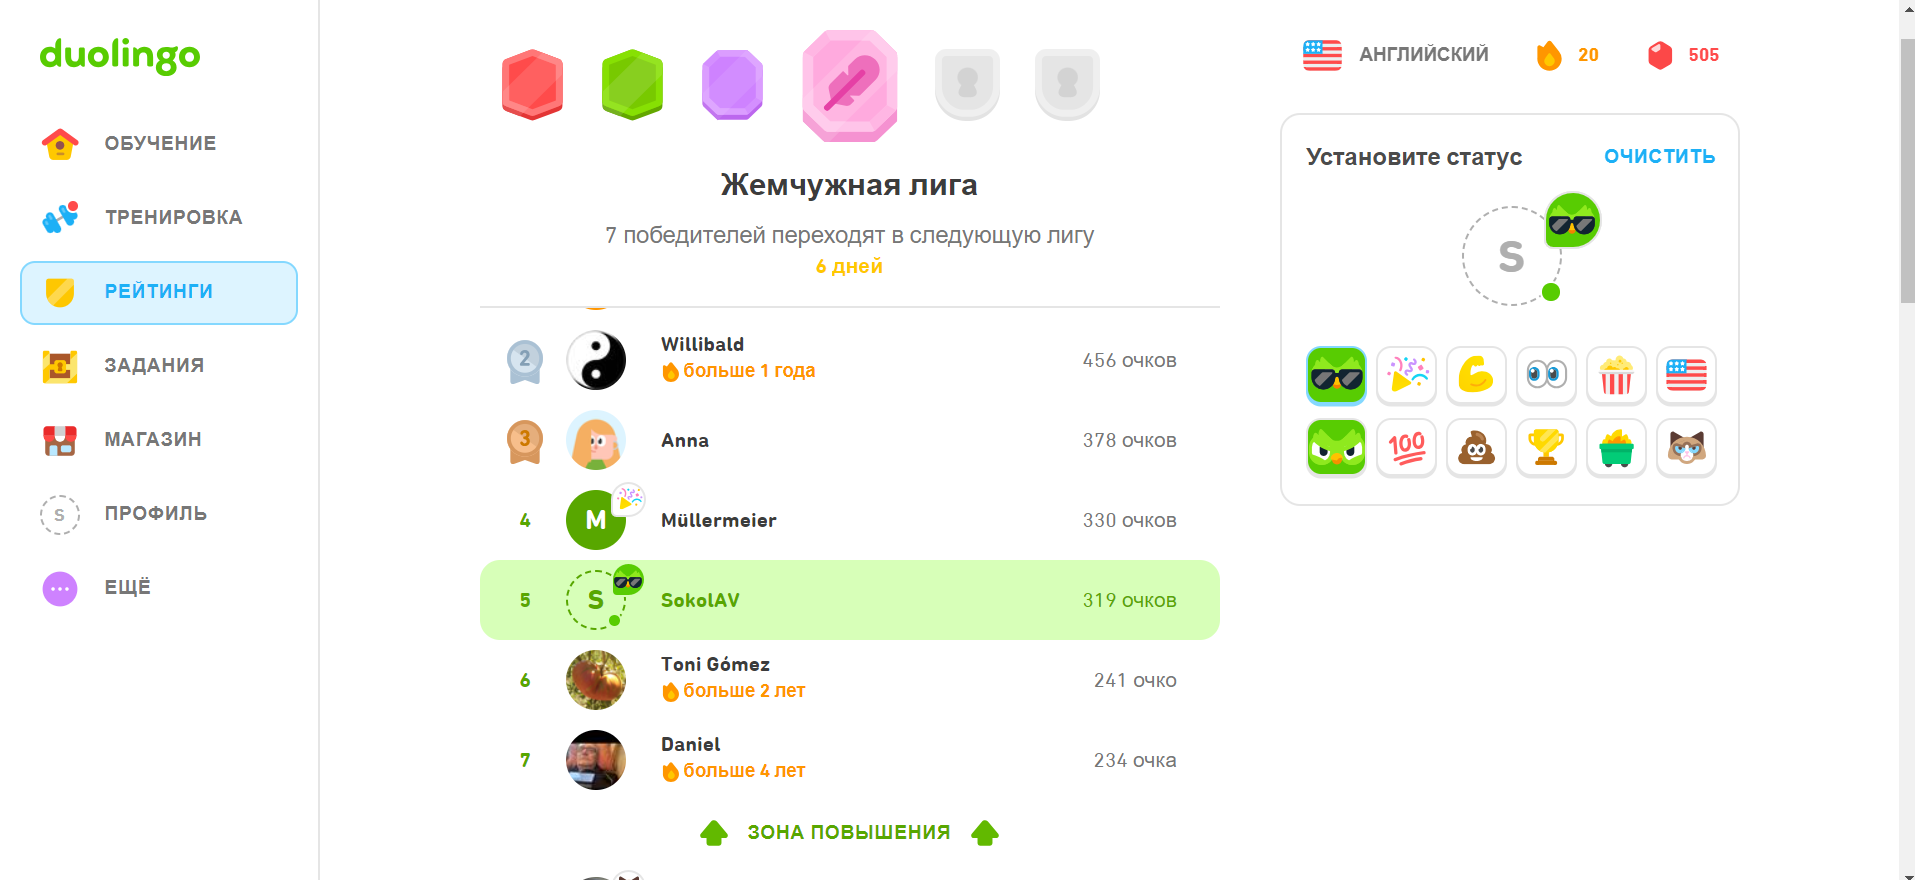 duolingo
ОБУЧЕНИЕ
ТРЕНИРОВКА
РЕЙТИНГИ
ЗАДАНИЯ
МАГАЗИН
S
ПРОФИЛЬ
ЕЩЁ
Жемчужная лига
7 победителей переходят в следующую лигу
6 дней
2
Willibald
больше 1 года
456 очков
3
Anna
378 очков
4
M
Müllermeier
330 очков
5
S
SokolAV
319 очков
6
Toni Gómez
больше 2 лет
241 очко
7
Daniel
больше 4 лет
234 очка
ЗОНА ПОВЫШЕНИЯ
АНГЛИЙСКИЙ
20
505
Установите статус
ОЧИСТИТЬ
S
100